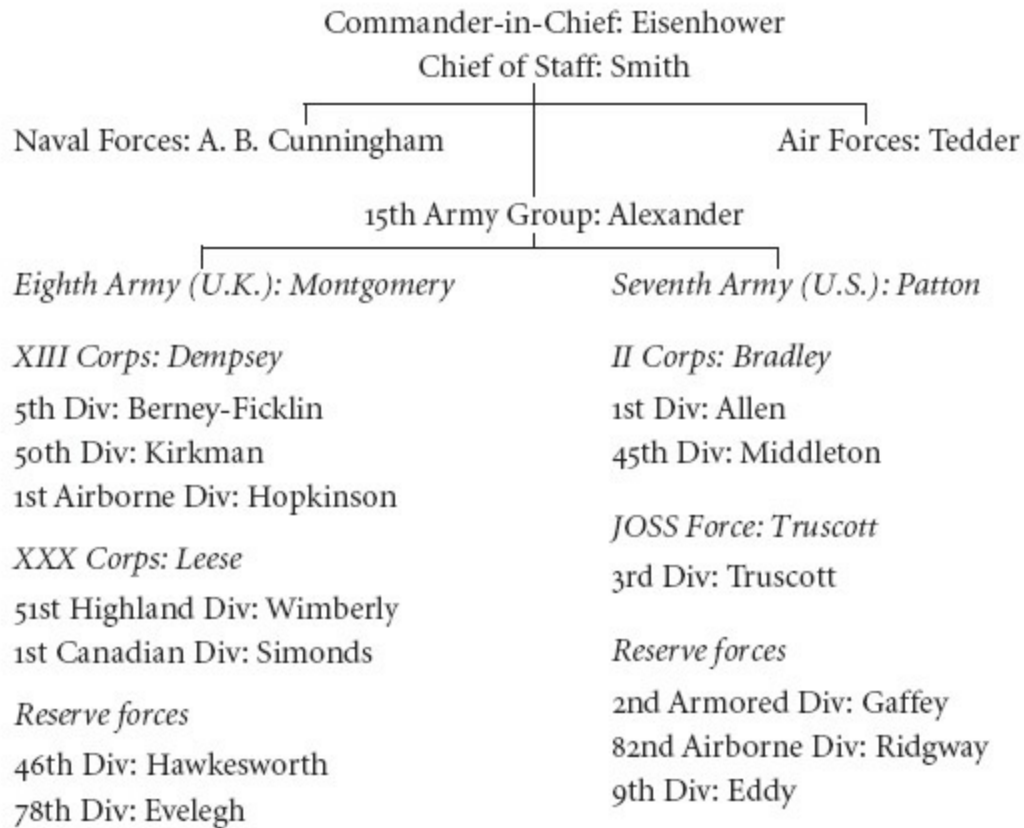 Commander-in-Chief: Eisenhower
Chief of Staff: Smith
Naval Forces: A. B. Cunningham
Air Forces: Tedder
15th Army Group: Alexander
Eighth Army (U.K.): Montgomery
XIII Corps: Dempsey
5th Div: Berney-Ficklin
50th Div: Kirkman
1st Airborne Div: Hopkinson
XXX Corps: Leese
51st Highland Div: Wimberly
1st Canadian Div: Simonds
Reserve forces
46th Div: Hawkesworth
78th Div: Evelegh
Seventh Army (U.S.): Patton
II Corps: Bradley
1st Div: Allen
45th Div: Middleton
JOSS Force: Truscott
3rd Div: Truscott
Reserve forces
2nd Armored Div: Gaffey
82nd Airborne Div: Ridgway
9th Div: Eddy